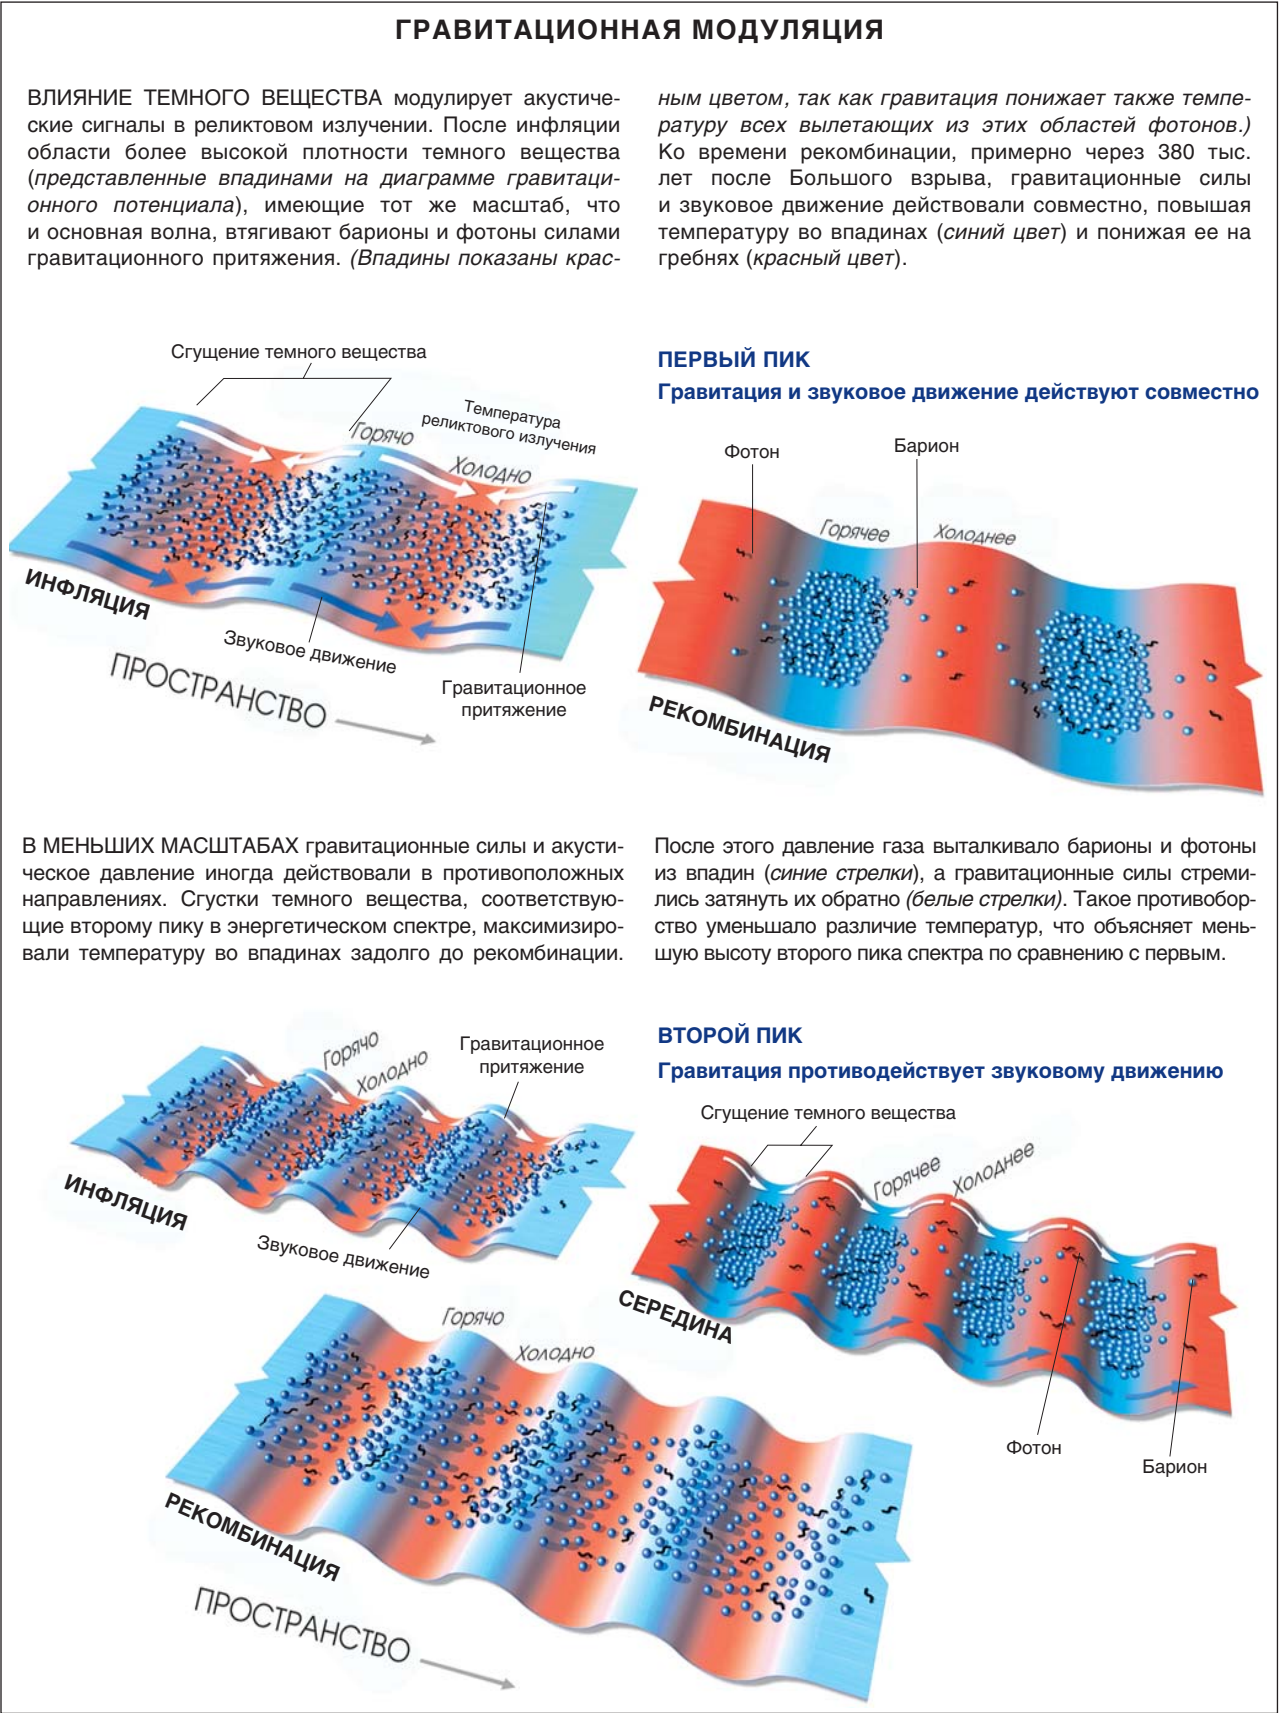 ГРАВИТАЦИОННАЯ МОДУЛЯЦИЯ
ВЛИЯНИЕ ТЕМНОГО ВЕЩЕСТВА модулирует акустиче-
ские сигналы в реликтовом излучении. После инфляции
области более высокой плотности темного вещества
(представленные впадинами на диаграмме гравитаци-
онного потенциала), имеющие тот же масштаб, что
и основная волна, втягивают барионы и фотоны силами
гравитационного притяжения. (Впадины показаны крас-
ным цветом, так как гравитация понижает также темпе-
ратуру всех вылетающих из этих областей фотонов.)
Ко времени рекомбинации, примерно через 380 тыс.
лет после Большого взрыва, гравитационные силы
и звуковое движение действовали совместно, повышая
температуру во впадинах (синий цвет) и понижая ее на
гребнях (красный цвет).
Сгущение темного вещества
Температура
реликтового излучения
Горячо
Холодно
ИНФЛЯЦИЯ
Звуковое движение
Гравитационное
притяжение
ПРОСТРАНСТВО
ПЕРВЫЙ ПИК
Гравитация и звуковое движение действуют совместно
Фотон
Барион
Горячее
Холоднее
РЕКОМБИНАЦИЯ
В МЕНЬШИХ МАСШТАБАХ гравитационные силы и акусти-
ческое давление иногда действовали в противоположных
направлениях. Сгустки темного вещества, соответствую-
щие второму пику в энергетическом спектре, максимизиро-
вали температуру во впадинах задолго до рекомбинации.
После этого давление газа выталкивало барионы и фотоны
из впадин (синие стрелки), а гравитационные силы стреми-
лись затянуть их обратно (белые стрелки). Такое противобор-
ство уменьшало различие температур, что объясняет мень-
шую высоту второго пика спектра по сравнению с первым.
Горячо
Холодно
Гравитационное
притяжение
ИНФЛЯЦИЯ
Звуковое движение
ВТОРОЙ ПИК
Гравитация противодействует звуковому движению
Сгущение темного вещества
Горячее
Холоднее
СЕРЕДИНА
Фотон
Барион
Горячо
Холодно
РЕКОМБИНАЦИЯ
ПРОСТРАНСТВО